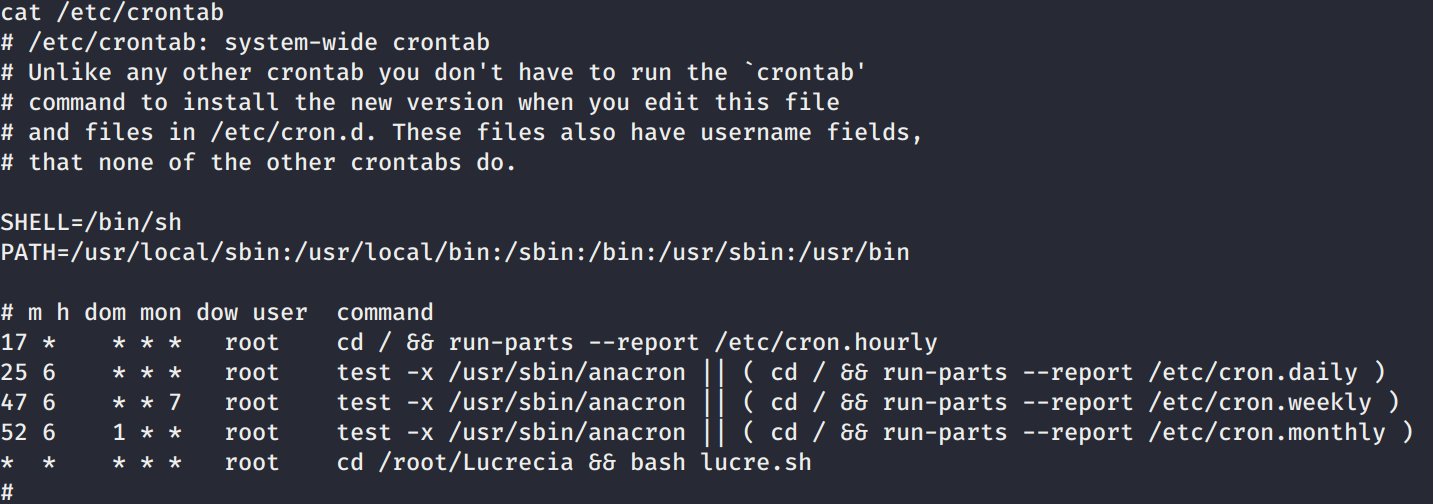 cat /etc/crontab
# /etc/crontab: system-wide crontab
# Unlike any other crontab you don't have to run the `crontab'
# command to install the new version when you edit this file
# and files in /etc/cron.d. These files also have username fields,
# that none of the other crontabs do.

SHELL=/bin/sh
PATH=/usr/local/sbin:/usr/local/bin:/sbin:/bin:/usr/sbin:/usr/bin

# m h dom mon dow user  command
17 *    * * *   root    cd / && run-parts --report /etc/cron.hourly
25 6    * * *   root    test -x /usr/sbin/anacron || ( cd / && run-parts --report /etc/cron.daily )
47 6    * * 7   root    test -x /usr/sbin/anacron || ( cd / && run-parts --report /etc/cron.weekly )
52 6    1 * *   root    test -x /usr/sbin/anacron || ( cd / && run-parts --report /etc/cron.monthly )
*  *    * * *   root    cd /root/Lucrecia && bash lucre.sh
#